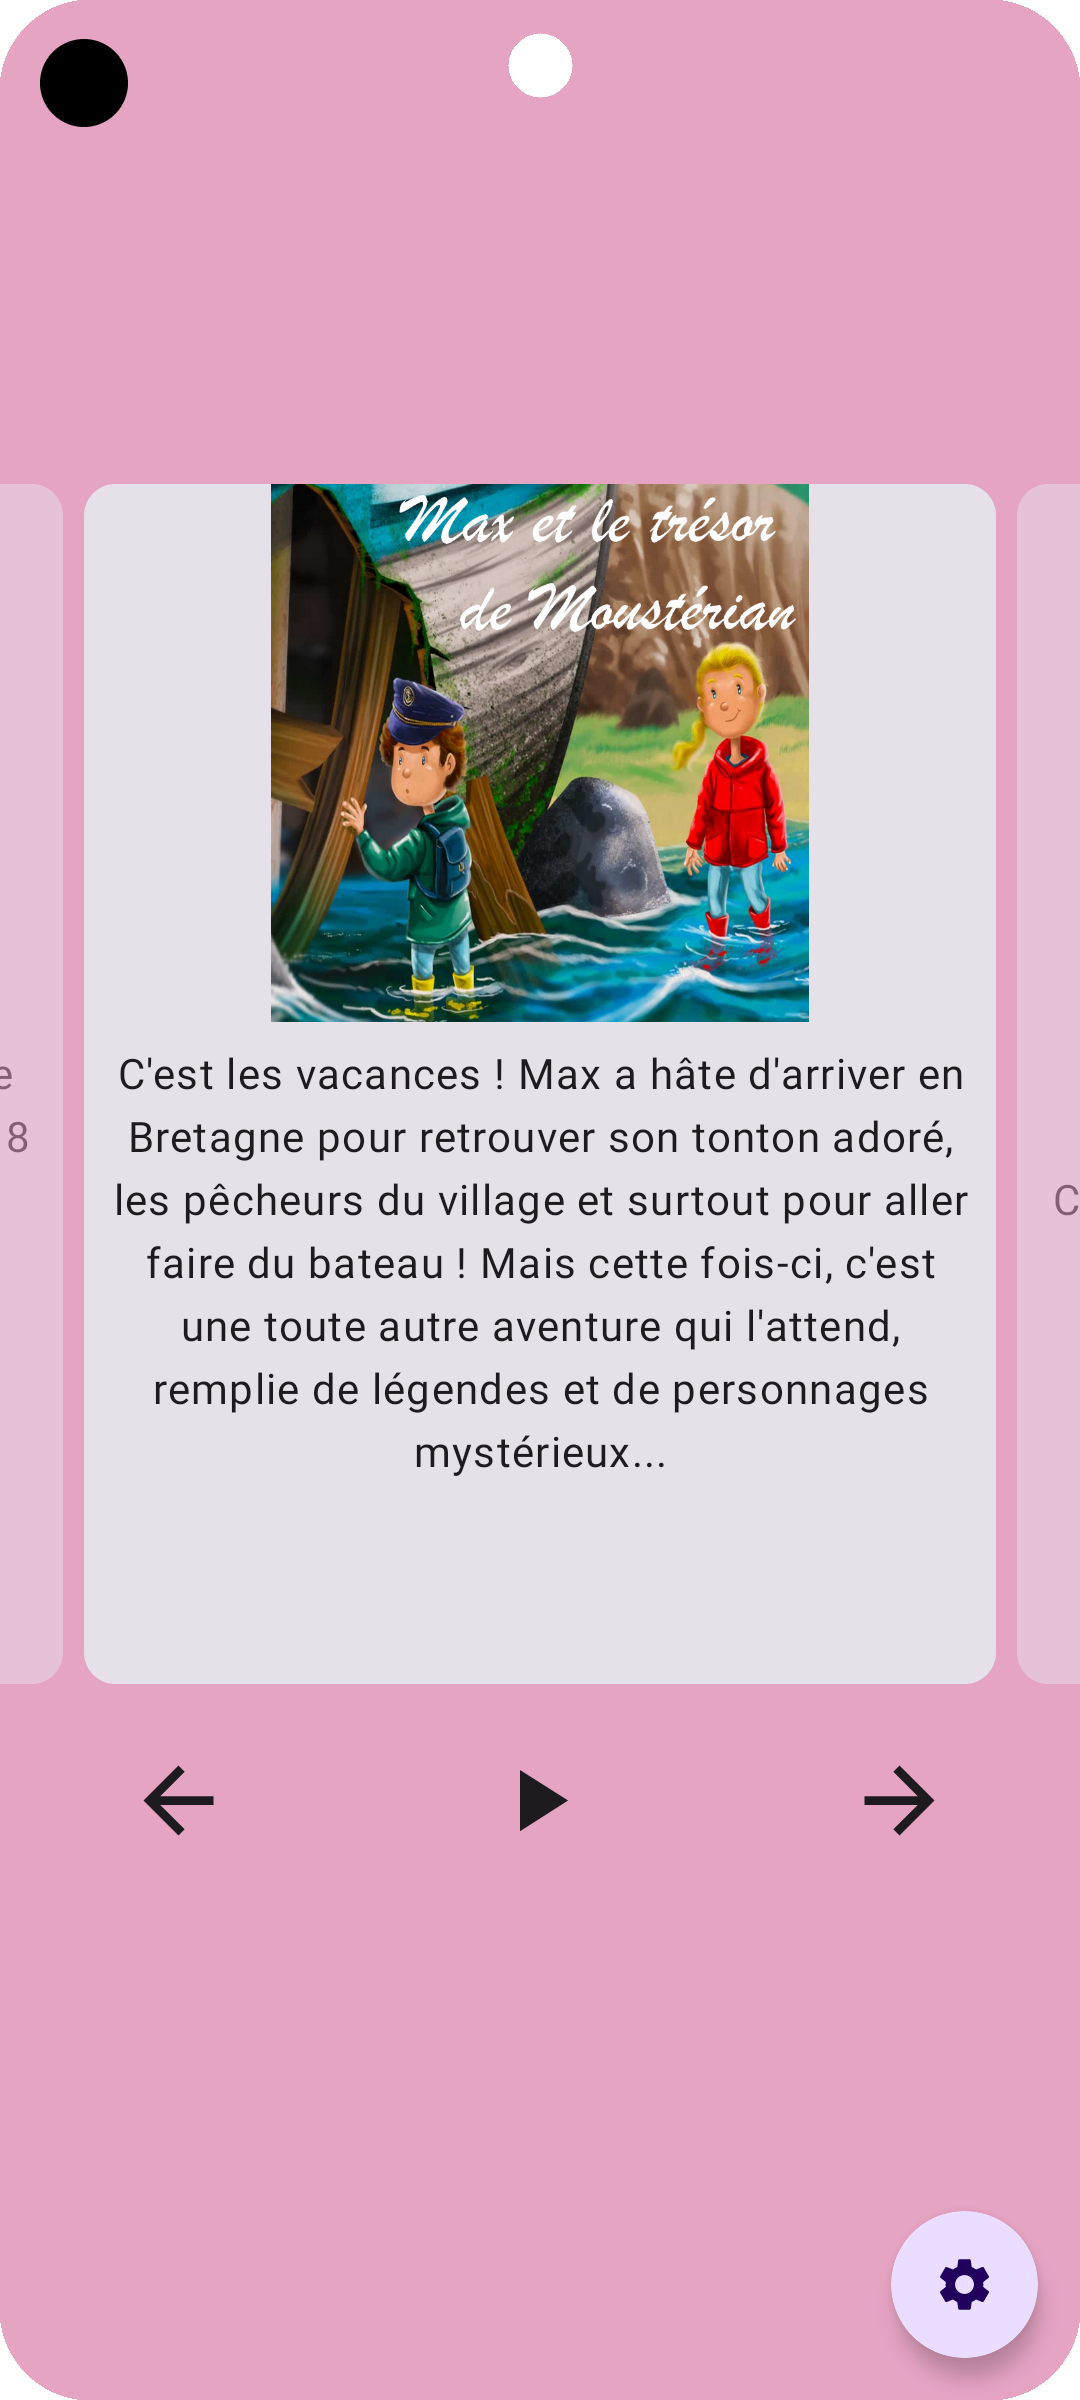 Max et le trésor
de Moustérian
C'est les vacances ! Max a hâte d'arriver en
Bretagne pour retrouver son tonton adoré,
les pêcheurs du village et surtout pour aller
faire du bateau ! Mais cette fois-ci, c'est
une toute autre aventure qui l'attend,
remplie de légendes et de personnages
mystérieux...
e
8
C